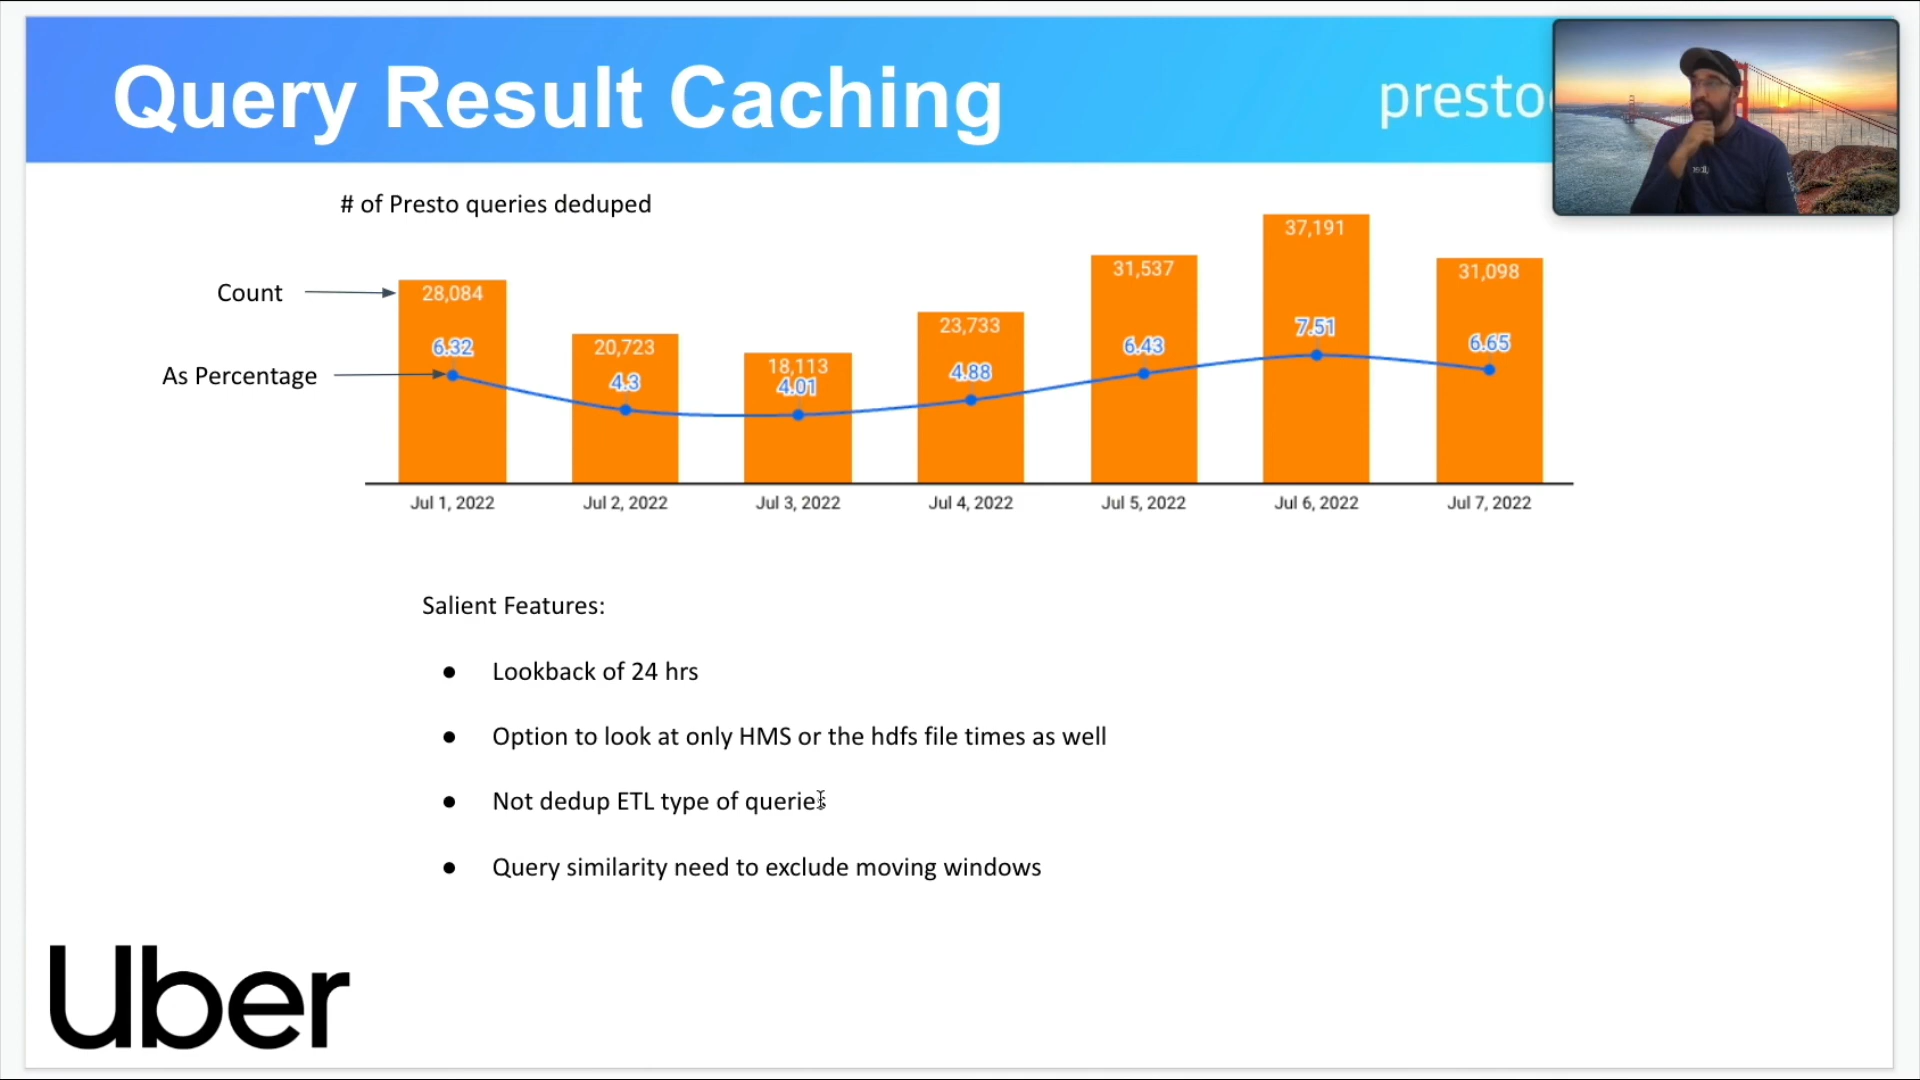 Query Result Caching
presto
# of Presto queries deduped
Count
As Percentage
28,084
20,723
18,113
23,733
31,537
37,191
31,098
6.32
4.3
4.01
4.88
6.43
7.51
6.65
Jul 1, 2022
Jul 2, 2022
Jul 3, 2022
Jul 4, 2022
Jul 5, 2022
Jul 6, 2022
Jul 7, 2022
Salient Features:
● Lookback of 24 hrs
● Option to look at only HMS or the hdfs file times as well
● Not dedup ETL type of queries
● Query similarity need to exclude moving windows
Uber